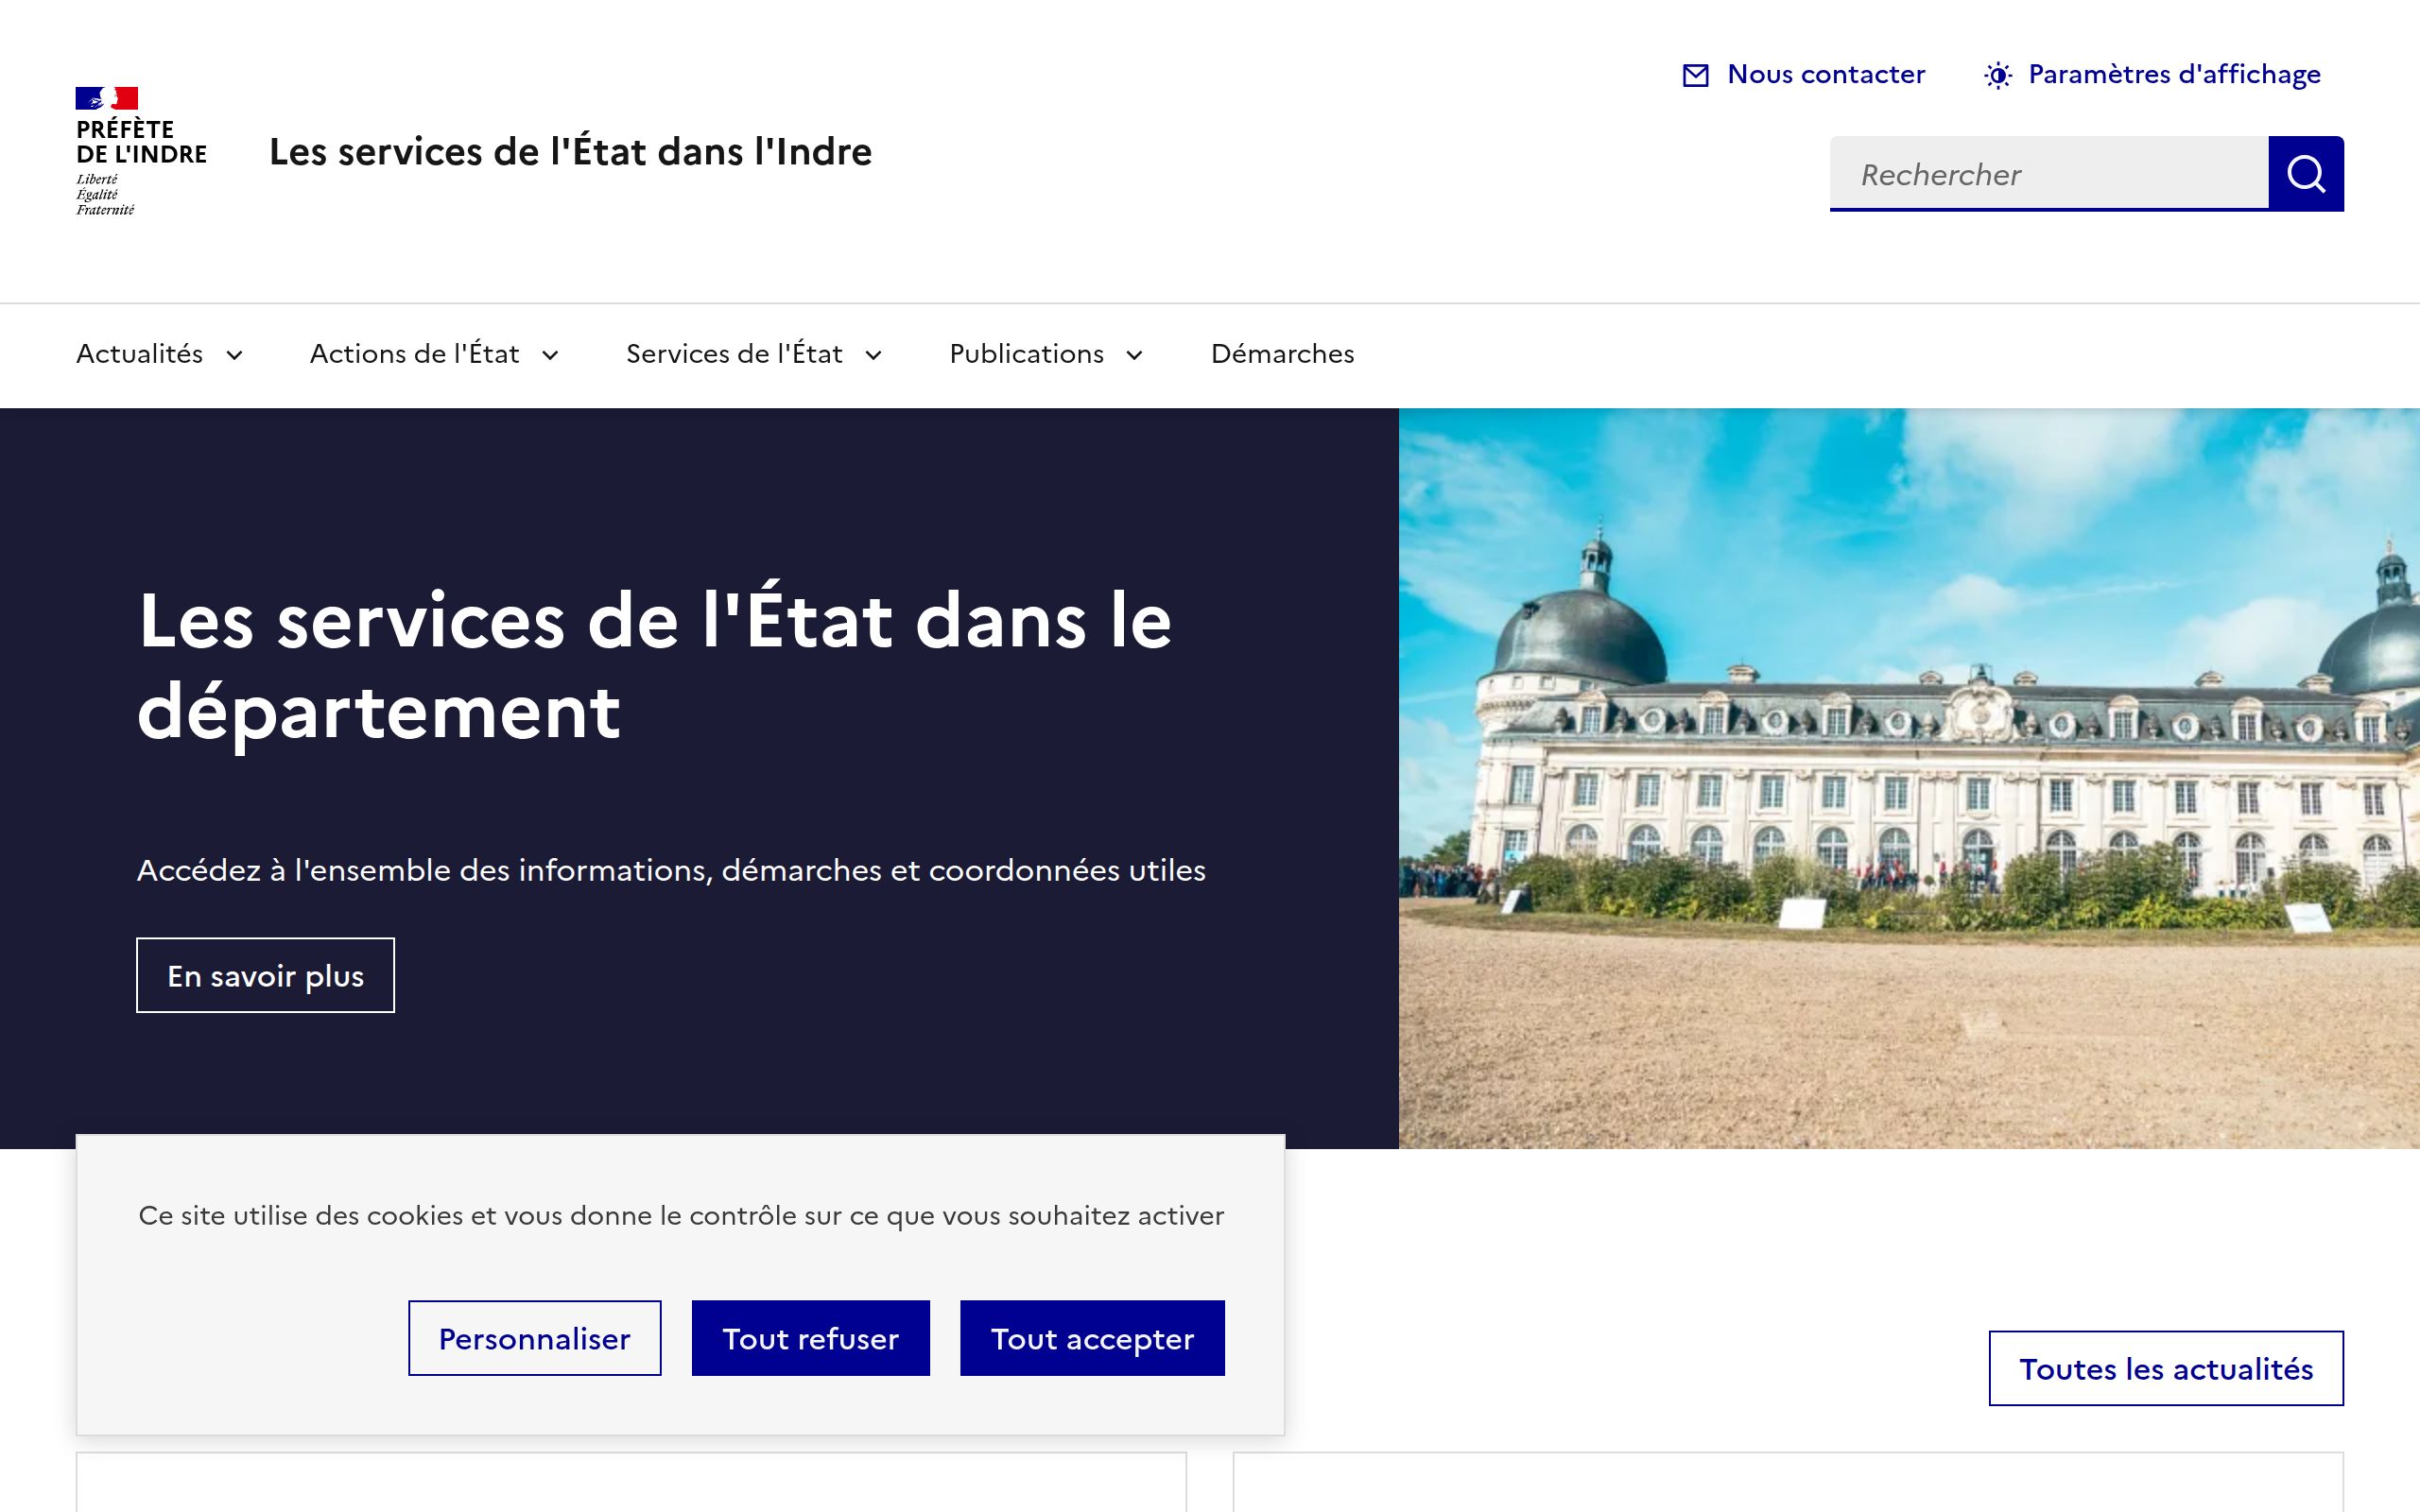 Nous contacter
Paramètres d'affichage
PRÉFÈTE
DE L'INDRE
Liberté
Égalité
Fraternité
Les services de l'État dans l'Indre
Rechercher
Actualités
Actions de l'État
Services de l'État
Publications
Démarches
Les services de l'État dans le
département
Accédez à l'ensemble des informations, démarches et coordonnées utiles
En savoir plus
Ce site utilise des cookies et vous donne le contrôle sur ce que vous souhaitez activer
Personnaliser
Tout refuser
Tout accepter
Toutes les actualités